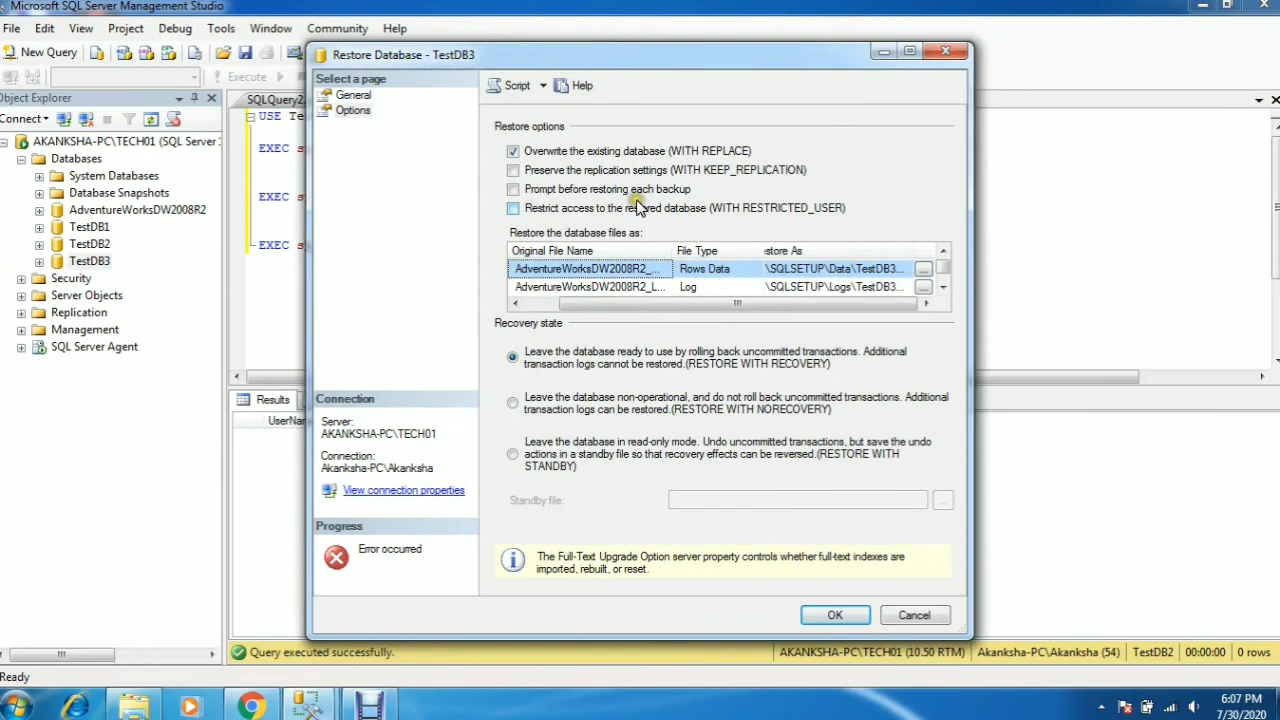 Microsoft SQL Server Management Studio
File Edit View Project Debug Tools Window Community Help
New Query
Execute
Object Explorer
Connect
AKANKSHA-PC\TECH01 (SQL Server
Databases
System Databases
Database Snapshots
AdventureWorksDW2008R2
TestDB1
TestDB2
TestDB3
Security
Server Objects
Replication
Management
SQL Server Agent
SQLQuery2.
USE Te
EXEC s
EXEC s
EXEC s
Results
UserNam
Restore Database - TestDB3
Select a page
General
Options
Script Help
Restore options
Overwrite the existing database (WITH REPLACE)
Preserve the replication settings (WITH KEEP_REPLICATION)
Prompt before restoring each backup
Restrict access to the restored database (WITH RESTRICTED_USER)
Restore the database files as:
Original File Name File Type store As
AdventureWorksDW2008R2_... Rows Data \SQLSETUP\Data\TestDB3... ...
AdventureWorksDW2008R2_L... Log \SQLSETUP\Logs\TestDB3... ...
Recovery state
Leave the database ready to use by rolling back uncommitted transactions. Additional
transaction logs cannot be restored.(RESTORE WITH RECOVERY)
Leave the database non-operational, and do not roll back uncommitted transactions. Additional
transaction logs can be restored.(RESTORE WITH NORECOVERY)
Leave the database in read-only mode. Undo uncommitted transactions, but save the undo
actions in a standby file so that recovery effects can be reversed.(RESTORE WITH
STANDBY)
Standby file: ...
Connection
Server:
AKANKSHA-PC\TECH01
Connection:
Akanksha-PC\Akanksha
View connection properties
Progress
Error occurred
The Full-Text Upgrade Option server property controls whether full-text indexes are
imported, rebuilt, or reset.
OK Cancel
Query executed successfully. AKANKSHA-PC\TECH01 (10.50 RTM) Akanksha-PC\Akanksha (54) TestDB2 00:00:00 0 rows
Ready
6:07 PM
7/30/2020